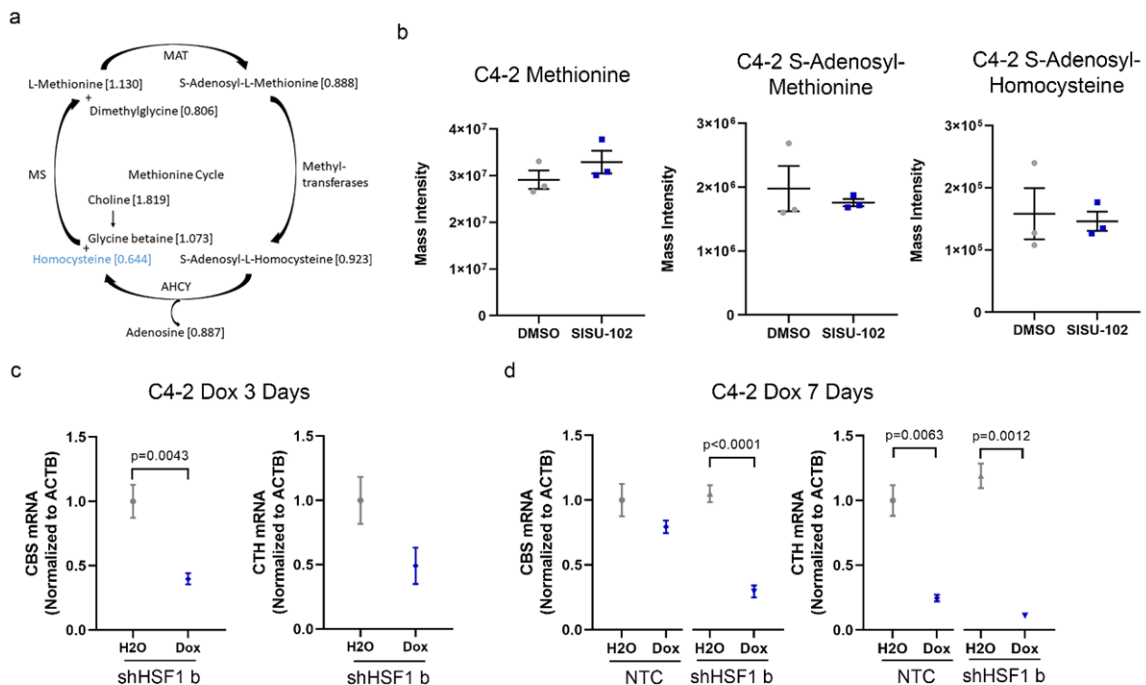 a
MAT
L-Methionine [1.130]
S-Adenosyl-L-Methionine [0.888]
+
Dimethylglycine [0.806]
MS
Methionine Cycle
Methyl-
transferases
Choline [1.819]
Glycine betaine [1.073]
+
Homocysteine [0.644]
S-Adenosyl-L-Homocysteine [0.923]
AHCY
Adenosine [0.887]
b
C4-2 Methionine
Mass Intensity
4×10⁷
3×10⁷
2×10⁷
1×10⁷
0
DMSO SISU-102
C4-2 S-Adenosyl-
Methionine
Mass Intensity
3×10⁶
2×10⁶
1×10⁶
0
DMSO SISU-102
C4-2 S-Adenosyl-
Homocysteine
Mass Intensity
3×10⁵
2×10⁵
1×10⁵
0
DMSO SISU-102
c
C4-2 Dox 3 Days
CBS mRNA
(Normalized to ACTB)
1.5
1.0
0.5
0.0
p=0.0043
H2O Dox
shHSF1 b
CTH mRNA
(Normalized to ACTB)
1.5
1.0
0.5
0.0
H2O Dox
shHSF1 b
d
C4-2 Dox 7 Days
CBS mRNA
(Normalized to ACTB)
1.5
1.0
0.5
0.0
p<0.0001
H2O Dox H2O Dox
NTC shHSF1 b
CTH mRNA
(Normalized to ACTB)
1.5
1.0
0.5
0.0
p=0.0063 p=0.0012
H2O Dox H2O Dox
NTC shHSF1 b